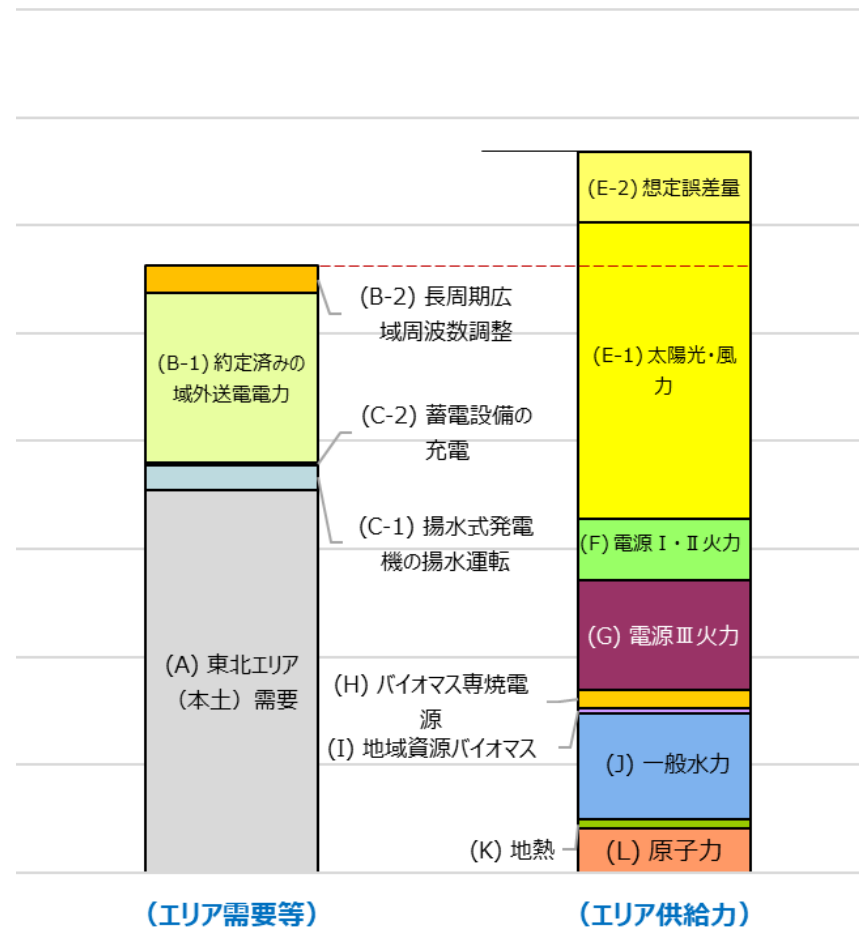 (E-2) 想定誤差量
(B-2) 長周期広
域周波数調整
(B-1) 約定済みの
域外送電電力
(E-1) 太陽光・風
力
(C-2) 蓄電設備の
充電
(C-1) 揚水式発電
機の揚水運転
(F) 電源Ⅰ・Ⅱ火力
(G) 電源Ⅲ火力
(A) 東北エリア
（本土）需要
(H) バイオマス専焼電
源
(I) 地域資源バイオマス
(J) 一般水力
(K) 地熱
(L) 原子力
（エリア需要等）
（エリア供給力）